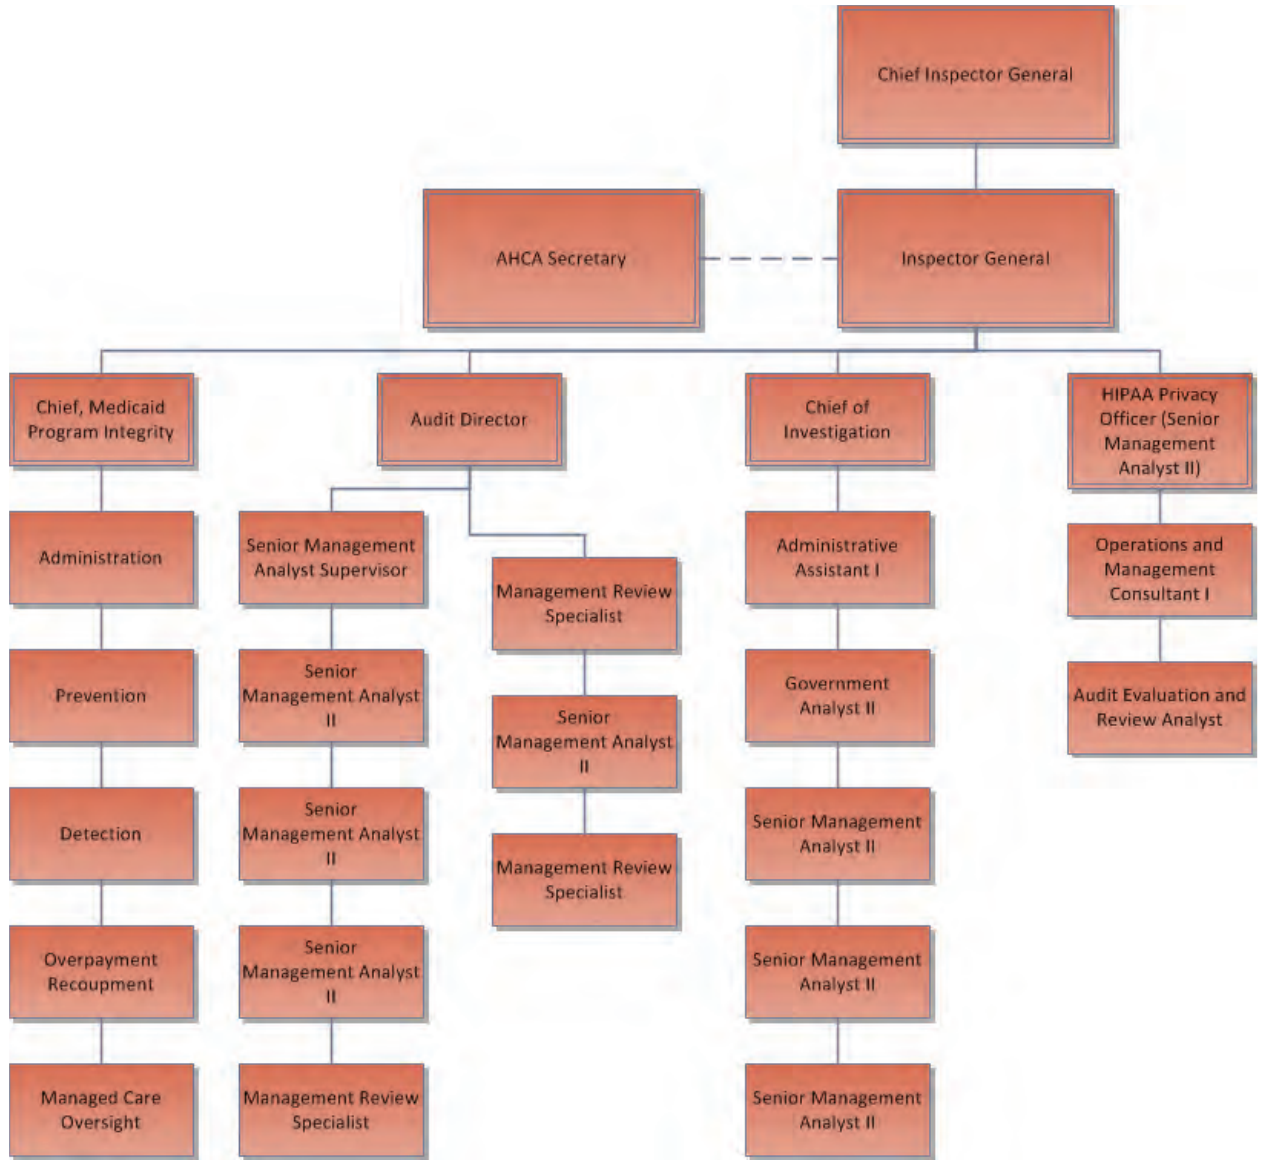 Chief Inspector General
AHCA Secretary
Inspector General
Chief, Medicaid
Program Integrity
Audit Director
Chief of
Investigation
HIPAA Privacy
Officer (Senior
Management
Analyst II)
Administration
Prevention
Detection
Overpayment
Recoupment
Managed Care
Oversight
Senior Management
Analyst Supervisor
Senior
Management Analyst
II
Senior
Management Analyst
II
Senior
Management Analyst
II
Management Review
Specialist
Management Review
Specialist
Senior
Management Analyst
II
Management Review
Specialist
Administrative
Assistant I
Government
Analyst II
Senior Management
Analyst II
Senior Management
Analyst II
Senior Management
Analyst II
Operations and
Management
Consultant I
Audit Evaluation and
Review Analyst